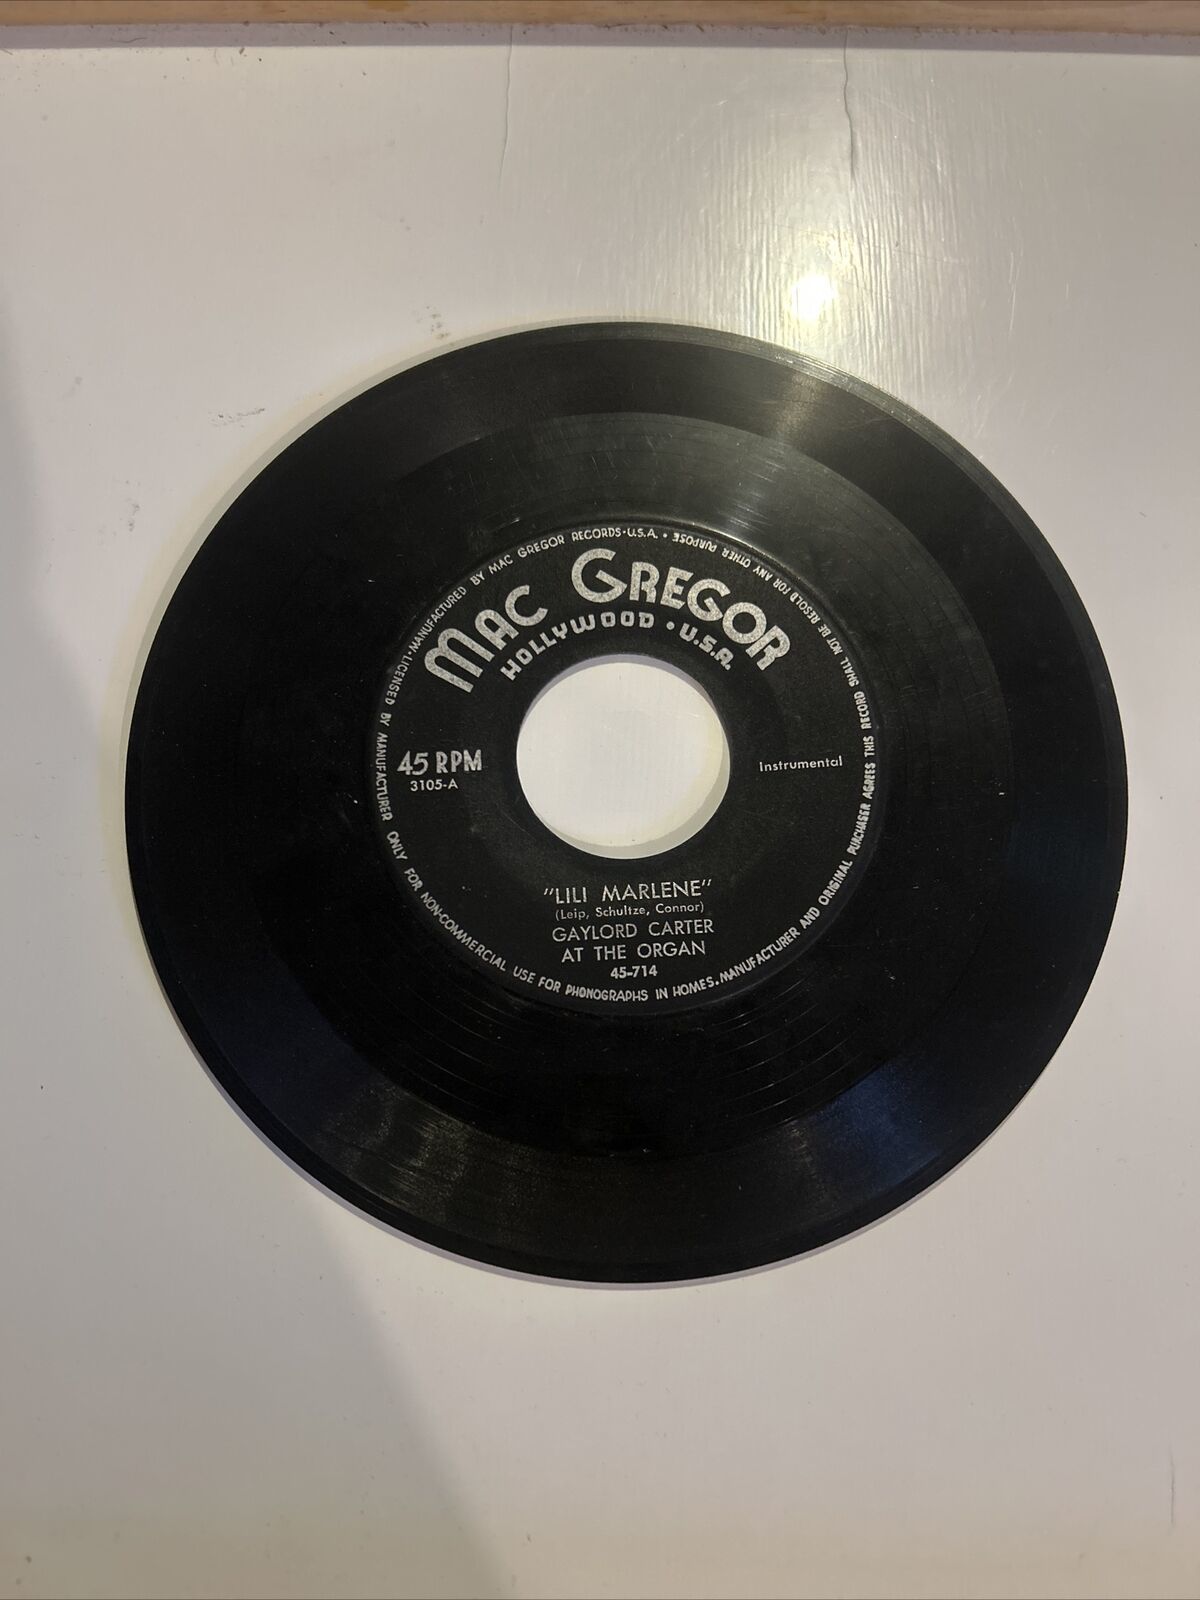 MANUFACTURED BY MAC GREGOR RECORDS·U.S.A. • LICENSED BY MANUFACTURER ONLY FOR NON-COMMERCIAL USE FOR PHONOGRAPHS IN HOMES. MANUFACTURER AND ORIGINAL PURCHASER AGREES THIS RECORD SHALL NOT BE RESOLD FOR ANY OTHER PURPOSE
MAC GREGOR
HOLLYWOOD • U.S.A.
45 RPM
3105-A
Instrumental
"LILI MARLENE"
(Leip, Schultze, Connor)
GAYLORD CARTER
AT THE ORGAN
45-714